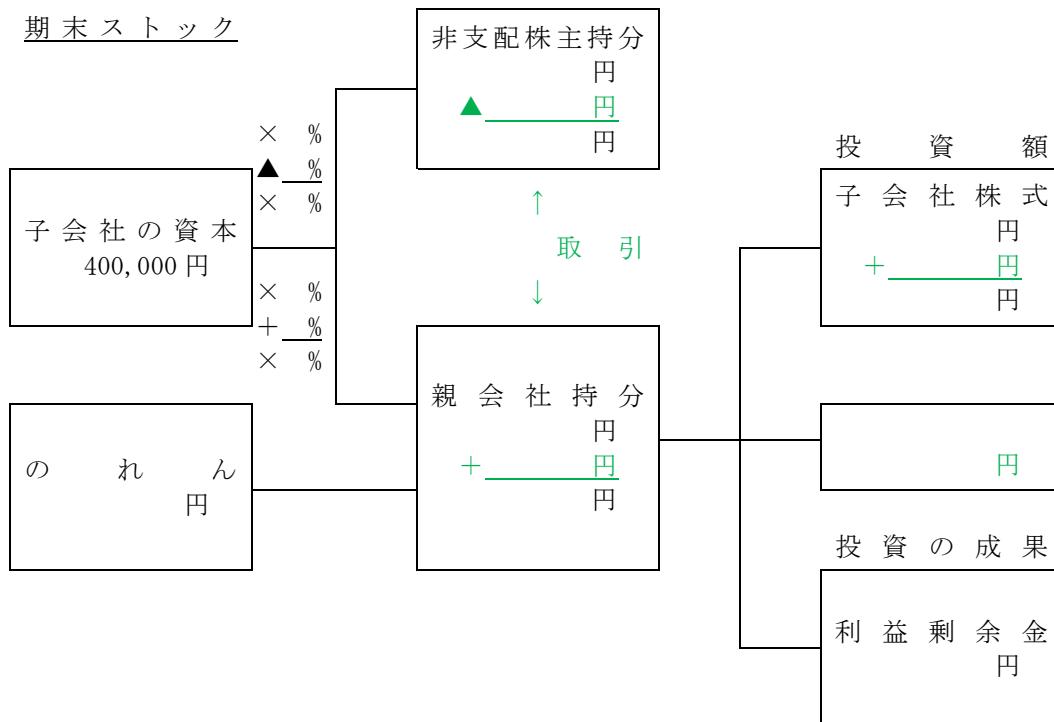 期末ストック
非支配株主持分
円
▲ 円
円
× %
▲ %
× %
子会社の資本
400,000円
× %
+ %
× %
↑
取引
↓
投資額
子会社株式
円
+ 円
円
のれん
円
親会社持分
円
+ 円
円
円
投資の成果
利益剰余金
円